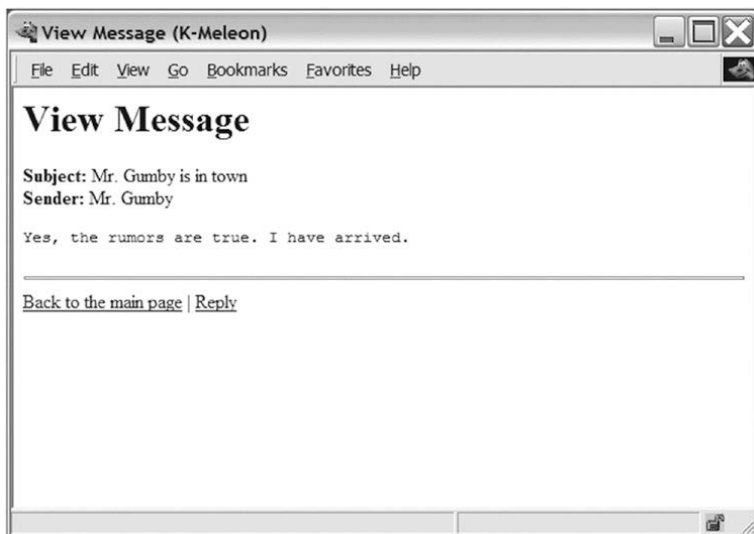 View Message (K-Meleon)
File Edit View Go Bookmarks Favorites Help
View Message
Subject: Mr. Gumby is in town
Sender: Mr. Gumby
Yes, the rumors are true. I have arrived.
Back to the main page | Reply